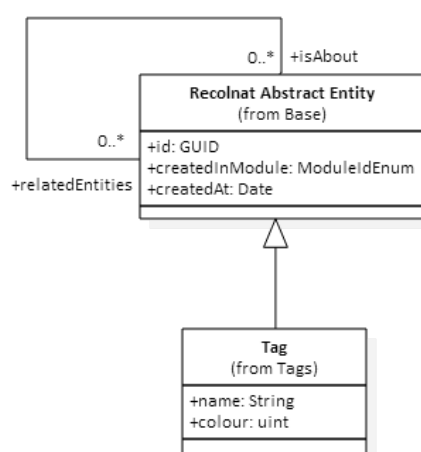 0..* +isAbout
Recolnat Abstract Entity
(from Base)
+id: GUID
+createdInModule: ModuleIdEnum
+createdAt: Date
0..*
+relatedEntities
Tag
(from Tags)
+name: String
+colour: uint